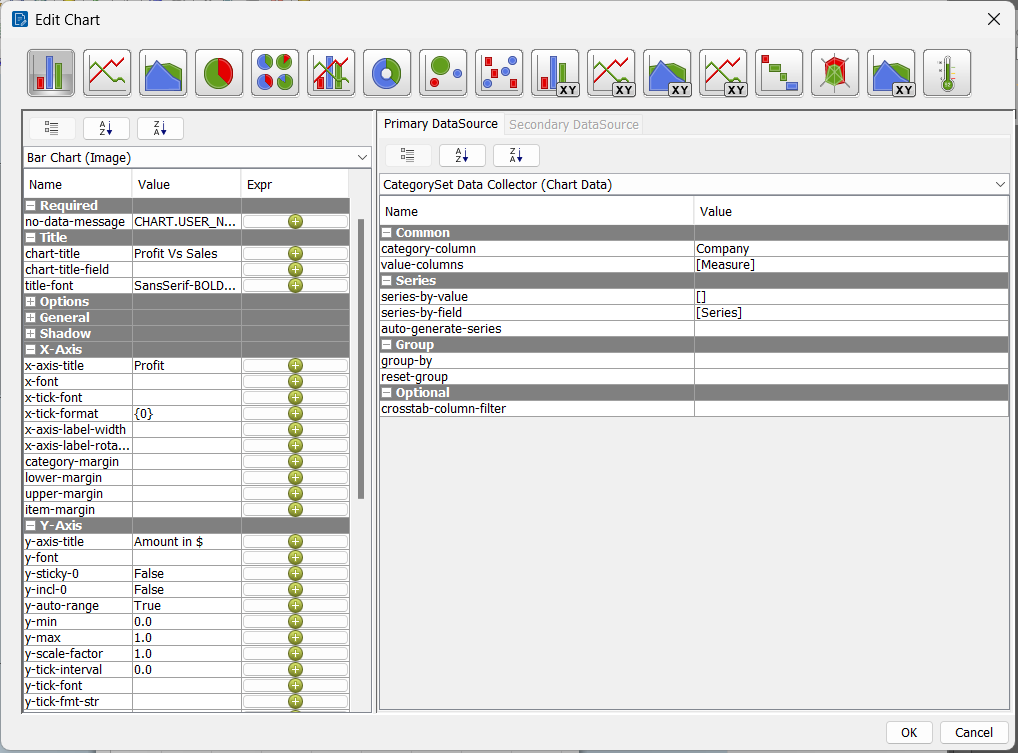 Edit Chart
XY
XY
XY
XY
XY
A
Z
Z
A
Bar Chart (Image)
Name Value Expr
Required
no-data-message CHART.USER_N...
Title
chart-title Profit Vs Sales
chart-title-field
title-font SansSerif-BOLD...
Options
General
Shadow
X-Axis
x-axis-title Profit
x-font
x-tick-font
x-tick-format {0}
x-axis-label-width
x-axis-label-rota...
category-margin
lower-margin
upper-margin
item-margin
Y-Axis
y-axis-title Amount in $
y-font
y-sticky-0 False
y-incl-0 False
y-auto-range True
y-min 0.0
y-max 1.0
y-scale-factor 1.0
y-tick-interval 0.0
y-tick-font
y-tick-fmt-str
Primary DataSource Secondary DataSource
A
Z
Z
A
CategorySet Data Collector (Chart Data)
Name Value
Common
category-column Company
value-columns [Measure]
Series
series-by-value []
series-by-field [Series]
auto-generate-series
Group
group-by
reset-group
Optional
crosstab-column-filter
OK Cancel